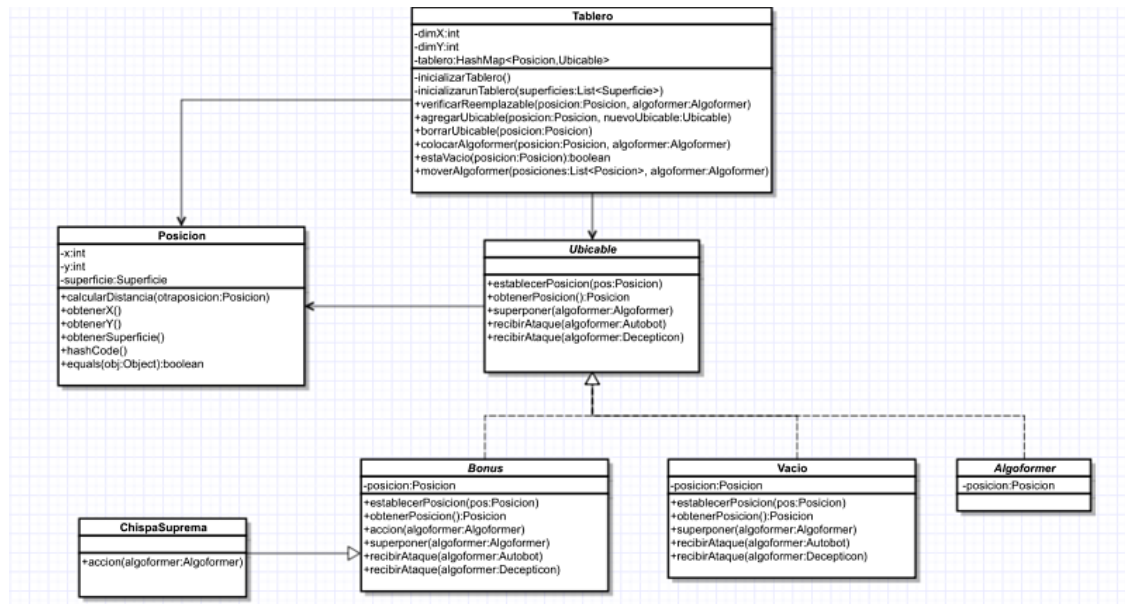 Tablero
-dimX:int
-dimY:int
-tablero:HashMap<Posicion,Ubicable>
-inicializarTablero()
-inicializarunTablero(superficies:List<Superficie>)
+verificarReemplazable(posicion:Posicion, algoformer:Algoformer)
+agregarUbicable(posicion:Posicion, nuevoUbicable:Ubicable)
+borrarUbicable(posicion:Posicion)
+colocarAlgoformer(posicion:Posicion, algoformer:Algoformer)
+estaVacio(posicion:Posicion):boolean
+moverAlgoformer(posiciones:List<Posicion>, algoformer:Algoformer)
Posicion
-x:int
-y:int
-superficie:Superficie
+calcularDistancia(otraposicion:Posicion)
+obtenerX()
+obtenerY()
+obtenerSuperficie()
+hashCode()
+equals(obj:Object):boolean
Ubicable
+establecerPosicion(pos:Posicion)
+obtenerPosicion():Posicion
+superponer(algoformer:Algoformer)
+recibirAtaque(algoformer:Autobot)
+recibirAtaque(algoformer:Decepticon)
ChispaSuprema
+accion(algoformer:Algoformer)
Bonus
-posicion:Posicion
+establecerPosicion(pos:Posicion)
+obtenerPosicion():Posicion
+accion(algoformer:Algoformer)
+superponer(algoformer:Algoformer)
+recibirAtaque(algoformer:Autobot)
+recibirAtaque(algoformer:Decepticon)
Vacio
-posicion:Posicion
+establecerPosicion(pos:Posicion)
+obtenerPosicion():Posicion
+superponer(algoformer:Algoformer)
+recibirAtaque(algoformer:Autobot)
+recibirAtaque(algoformer:Decepticon)
Algoformer
-posicion:Posicion